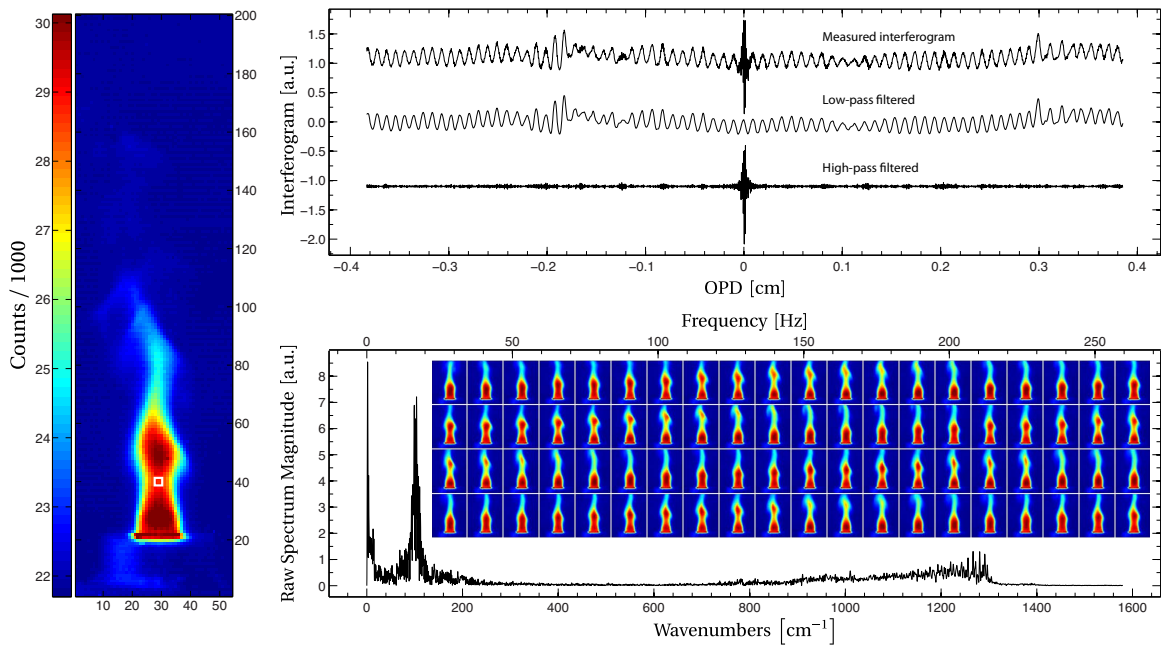 Counts / 1000
30
29
28
27
26
25
24
23
22
200
180
160
140
120
100
80
60
40
20
10 20 30 40 50
Interferogram [a.u.]
1.5
1.0
0.5
0.0
−0.5
−1.0
−1.5
−2.0
Measured interferogram
Low-pass filtered
High-pass filtered
−0.4 −0.3 −0.2 −0.1 0 0.1 0.2 0.3 0.4
OPD [cm]
Frequency [Hz]
0 50 100 150 200 250
Raw Spectrum Magnitude [a.u.]
8
7
6
5
4
3
2
1
0
0 200 400 600 800 1000 1200 1400 1600
Wavenumbers [cm⁻¹]